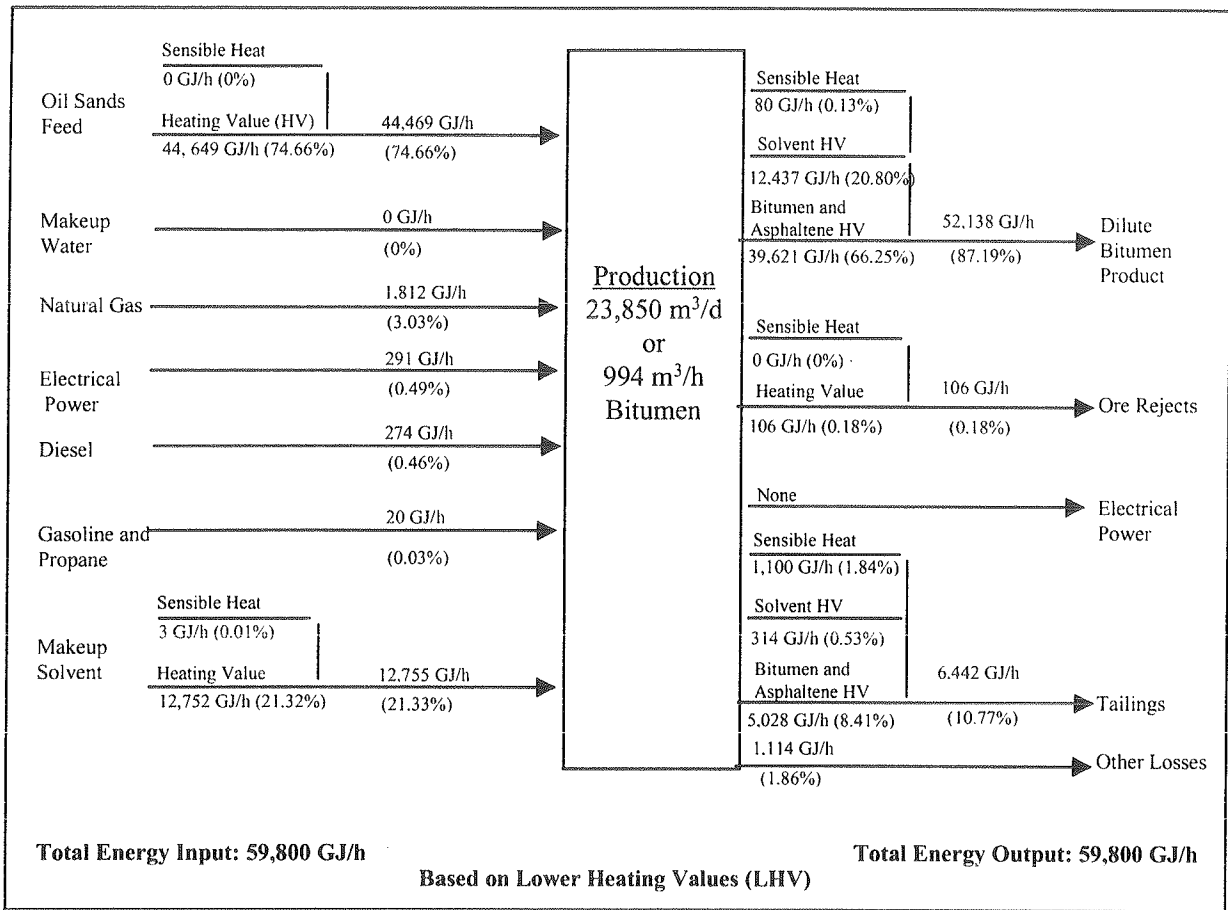 Sensible Heat
0 GJ/h (0%)
Oil Sands
Feed
Heating Value (HV)
44, 649 GJ/h (74.66%)
44,469 GJ/h
(74.66%)
Makeup
Water
0 GJ/h
(0%)
Natural Gas
1.812 GJ/h
(3.03%)
Electrical
Power
291 GJ/h
(0.49%)
Diesel
274 GJ/h
(0.46%)
Gasoline and
Propane
20 GJ/h
(0.03%)
Sensible Heat
3 GJ/h (0.01%)
Makeup
Solvent
Heating Value
12,752 GJ/h (21.32%)
12,755 GJ/h
(21.33%)
Production
23,850 m³/d
or
994 m³/h
Bitumen
Sensible Heat
80 GJ/h (0.13%)
Solvent HV
12,437 GJ/h (20.80%)
Bitumen and
Asphaltene HV
39,621 GJ/h (66.25%)
52,138 GJ/h
(87.19%)
Dilute
Bitumen
Product
Sensible Heat
0 GJ/h (0%)
Heating Value
106 GJ/h (0.18%)
106 GJ/h
(0.18%)
Ore Rejects
None
Electrical
Power
Sensible Heat
1,100 GJ/h (1.84%)
Solvent HV
314 GJ/h (0.53%)
Bitumen and
Asphaltene HV
5,028 GJ/h (8.41%)
6.442 GJ/h
(10.77%)
Tailings
1.114 GJ/h
(1.86%)
Other Losses
Total Energy Input: 59,800 GJ/h
Total Energy Output: 59,800 GJ/h
Based on Lower Heating Values (LHV)